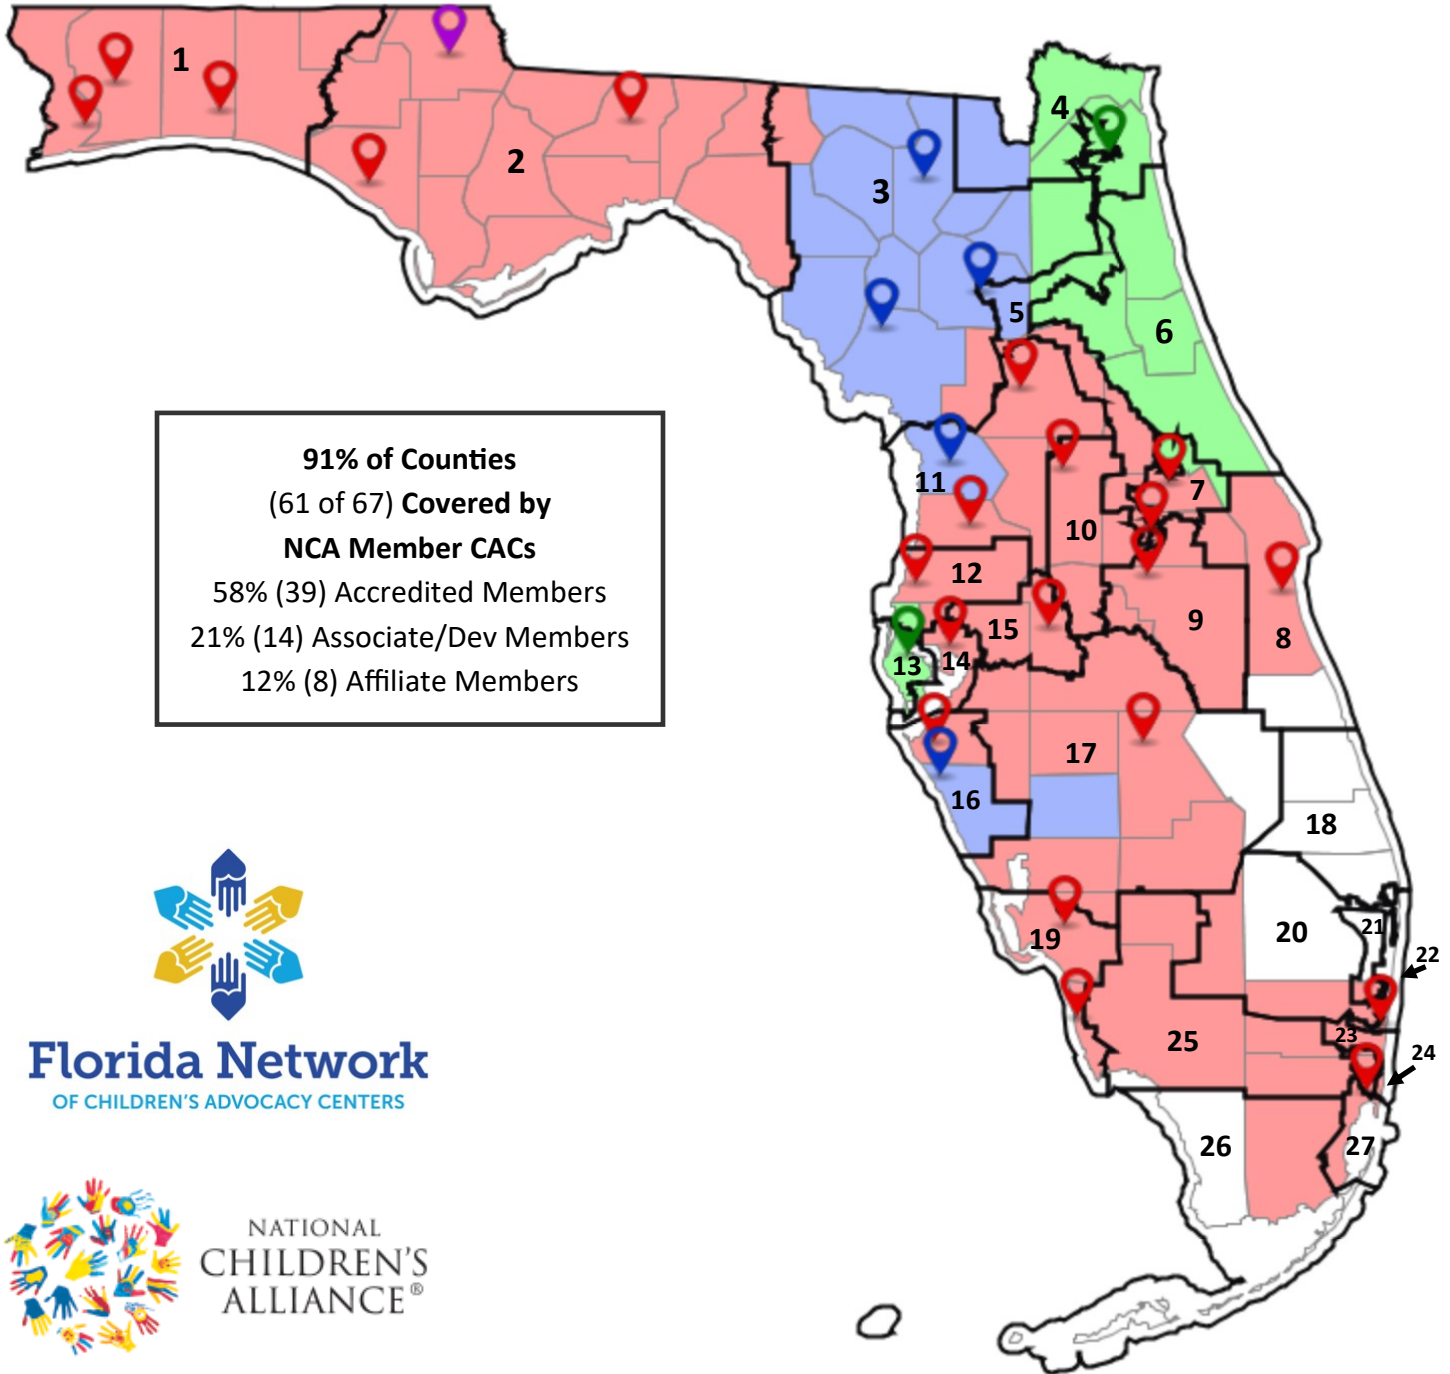 1
2
3
4
5
6
7
8
9
10
11
12
13
14
15
16
17
18
19
20
21
22
23
24
25
26
27
91% of Counties
(61 of 67) Covered by
NCA Member CACs
58% (39) Accredited Members
21% (14) Associate/Dev Members
12% (8) Affiliate Members
Florida Network
OF CHILDREN'S ADVOCACY CENTERS
NATIONAL
CHILDREN'S
ALLIANCE®